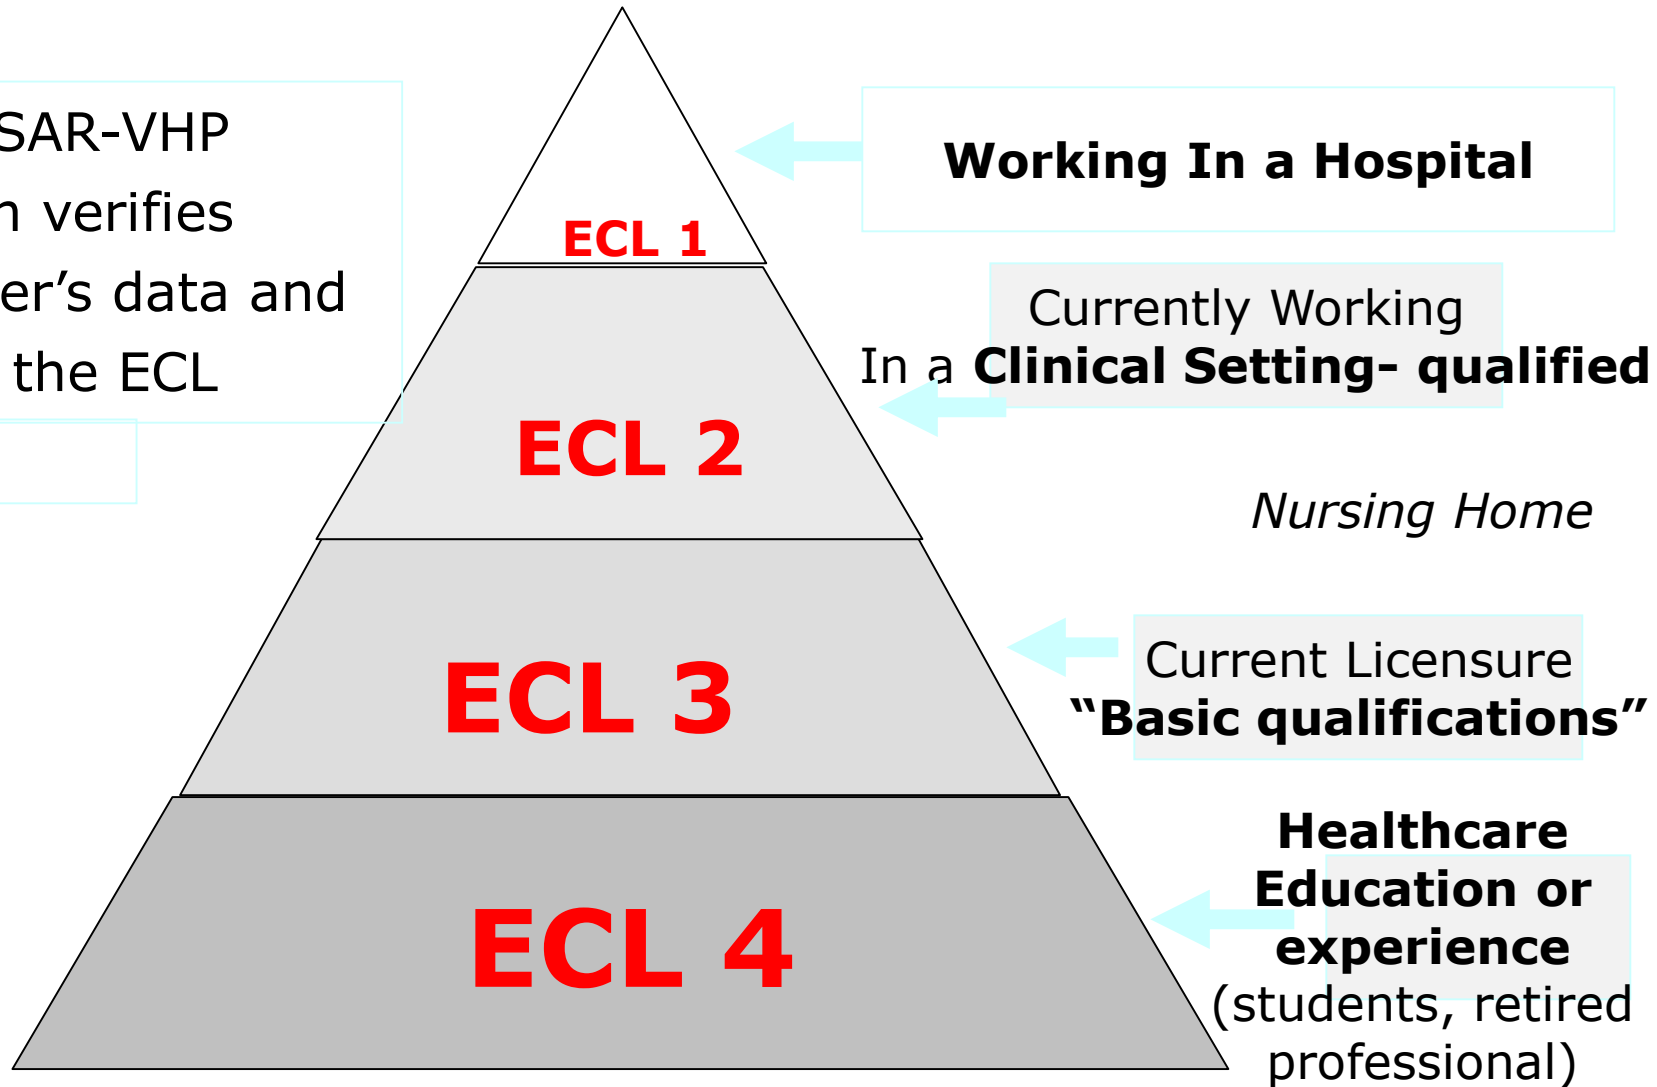 SAR-VHP
verifies
er’s data and
the ECL
ECL 1
Working In a Hospital
Currently Working
In a Clinical Setting- qualified
ECL 2
Nursing Home
ECL 3
Current Licensure
“Basic qualifications”
ECL 4
Healthcare
Education or
experience
(students, retired
professional)